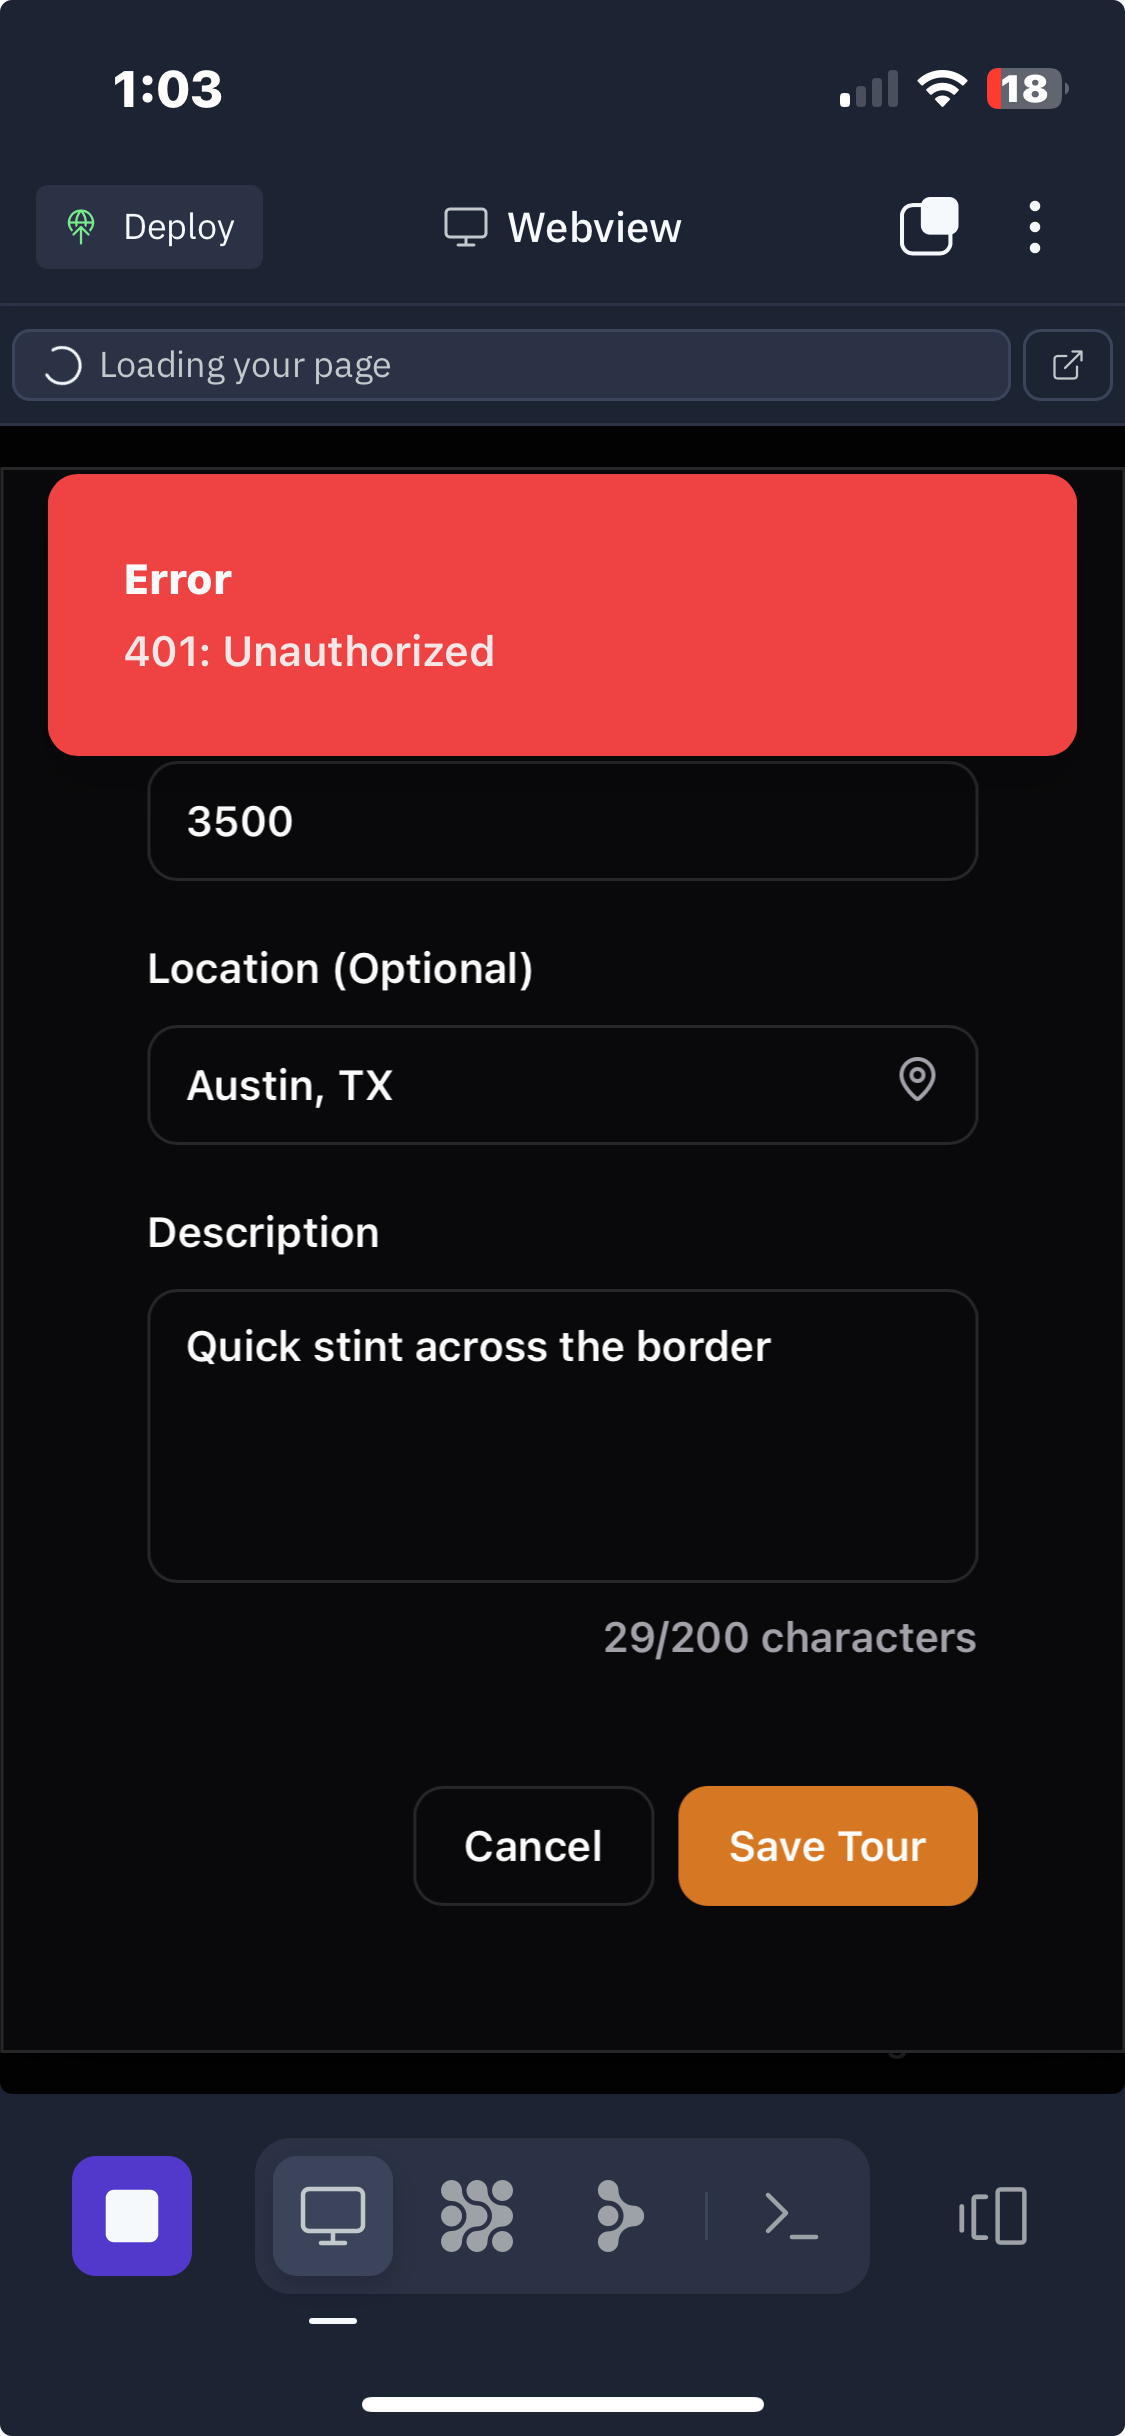 1:03
18
Deploy
Webview
Loading your page
Error
401: Unauthorized
3500
Location (Optional)
Austin, TX
Description
Quick stint across the border
29/200 characters
Cancel
Save Tour